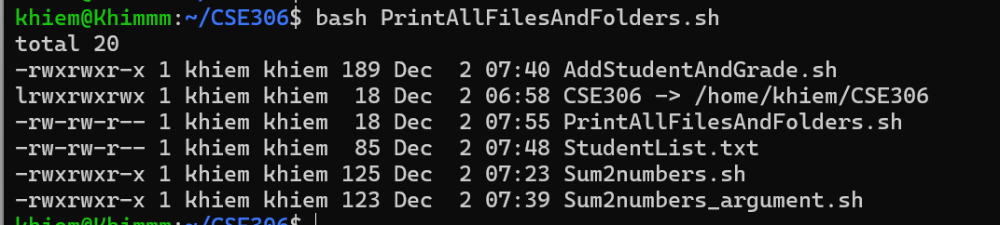 khiem@Khimmm:~/CSE306$ bash PrintAllFilesAndFolders.sh
total 20
-rwxrwxr-x 1 khiem khiem 189 Dec  2 07:40 AddStudentAndGrade.sh
lrwxrwxrwx 1 khiem khiem  18 Dec  2 06:58 CSE306 -> /home/khiem/CSE306
-rw-rw-r-- 1 khiem khiem  18 Dec  2 07:55 PrintAllFilesAndFolders.sh
-rw-rw-r-- 1 khiem khiem  85 Dec  2 07:48 StudentList.txt
-rwxrwxr-x 1 khiem khiem 125 Dec  2 07:23 Sum2numbers.sh
-rwxrwxr-x 1 khiem khiem 123 Dec  2 07:39 Sum2numbers_argument.sh
khiem@Khimmm:~/CSE306$